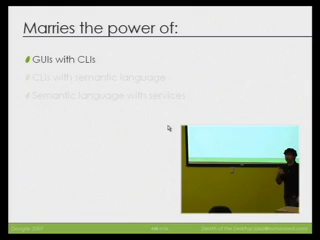 Marries the power of:
GUIs with CLIs
CLIs with semantic language
Semantic language with services